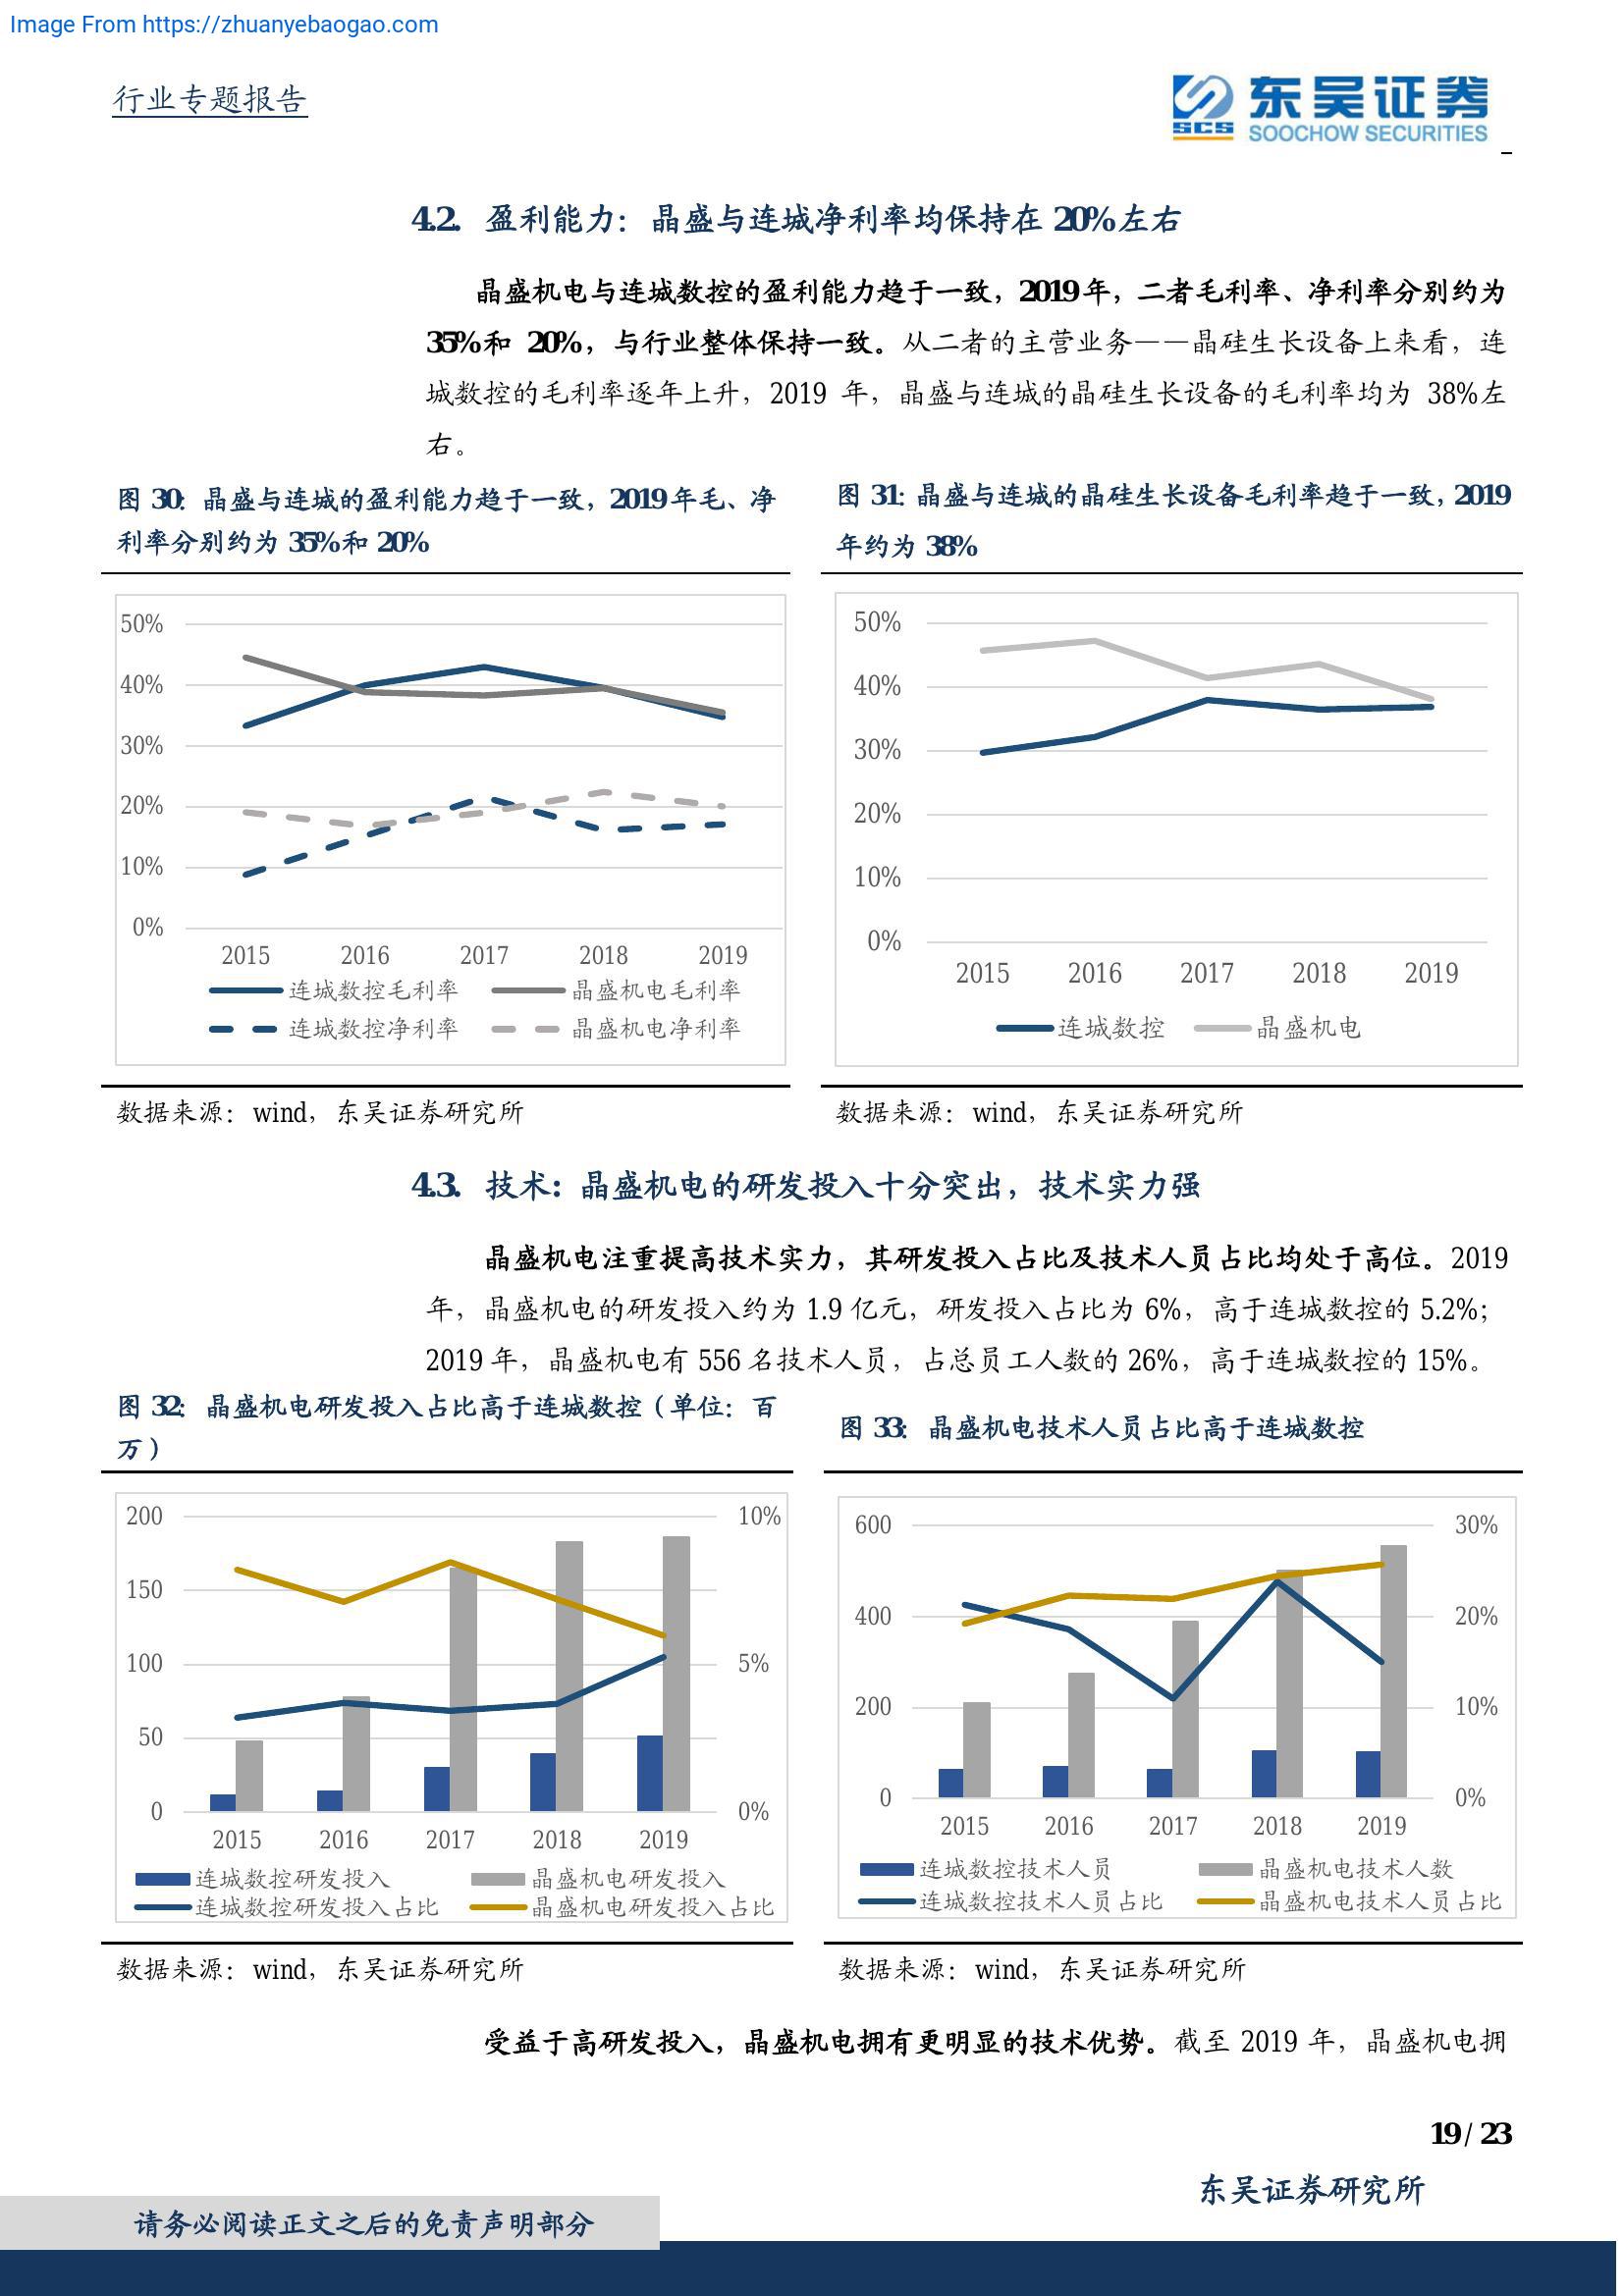 Image From https://zhuanyebaogao.com
行业专题报告
东吴证券
SCS
SOOCHOW SECURITIES
4.2. 盈利能力：晶盛与连城净利率均保持在 20%左右
晶盛机电与连城数控的盈利能力趋于一致，2019 年，二者毛利率、净利率分别约为
35%和 20%，与行业整体保持一致。从二者的主营业务——晶硅生长设备上来看，连
城数控的毛利率逐年上升，2019 年，晶盛与连城的晶硅生长设备的毛利率均为 38%左
右。
图 30：晶盛与连城的盈利能力趋于一致，2019 年毛、净
利率分别约为 35%和 20%
50%
40%
30%
20%
10%
0%
2015 2016 2017 2018 2019
连城数控毛利率 晶盛机电毛利率
连城数控净利率 晶盛机电净利率
数据来源：wind，东吴证券研究所
图 31：晶盛与连城的晶硅生长设备毛利率趋于一致，2019
年约为 38%
50%
40%
30%
20%
10%
0%
2015 2016 2017 2018 2019
连城数控 晶盛机电
数据来源：wind，东吴证券研究所
4.3. 技术：晶盛机电的研发投入十分突出，技术实力强
晶盛机电注重提高技术实力，其研发投入占比及技术人员占比均处于高位。2019
年，晶盛机电的研发投入约为 1.9 亿元，研发投入占比为 6%，高于连城数控的 5.2%；
2019 年，晶盛机电有 556 名技术人员，占总员工人数的 26%，高于连城数控的 15%。
图 32：晶盛机电研发投入占比高于连城数控（单位：百
万）
200 10%
150
100 5%
50
0 0%
2015 2016 2017 2018 2019
连城数控研发投入 晶盛机电研发投入
连城数控研发投入占比 晶盛机电研发投入占比
数据来源：wind，东吴证券研究所
图 33：晶盛机电技术人员占比高于连城数控
600 30%
400 20%
200 10%
0 0%
2015 2016 2017 2018 2019
连城数控技术人员 晶盛机电技术人数
连城数控技术人员占比 晶盛机电技术人员占比
数据来源：wind，东吴证券研究所
受益于高研发投入，晶盛机电拥有更明显的技术优势。截至 2019 年，晶盛机电拥
19 / 23
东吴证券研究所
请务必阅读正文之后的免责声明部分